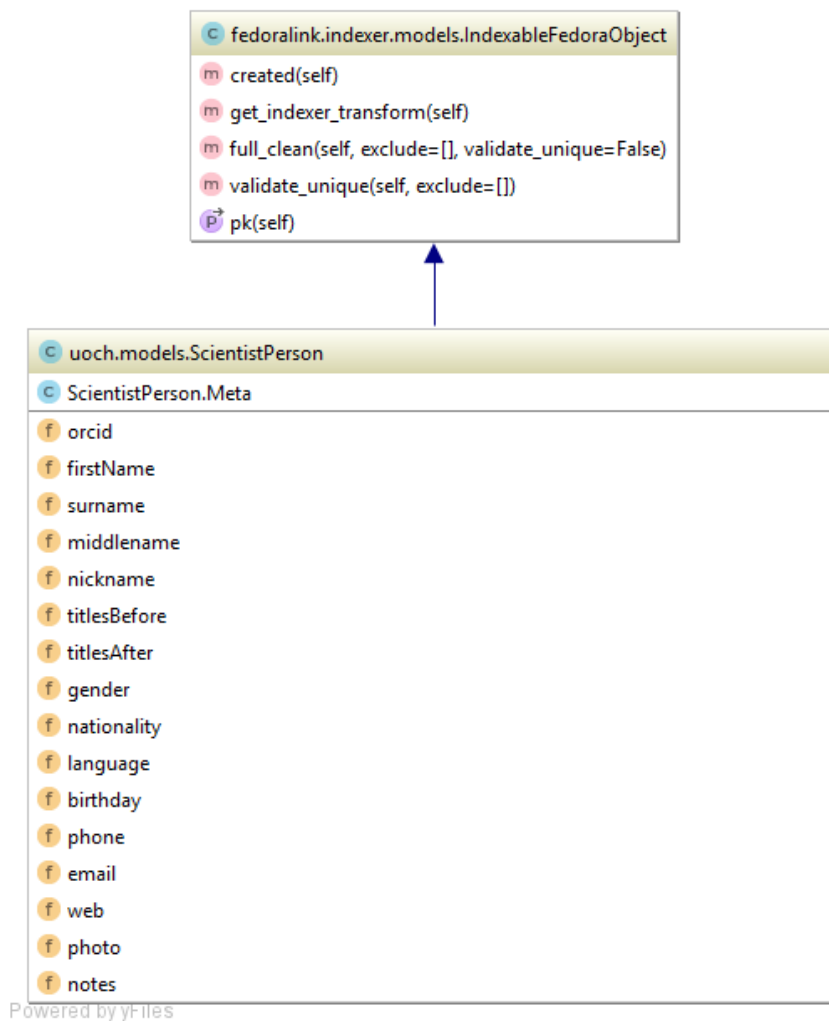 C fedoralink.indexer.models.IndexableFedoraObject
m created(self)
m get_indexer_transform(self)
m full_clean(self, exclude=[], validate_unique=False)
m validate_unique(self, exclude=[])
P pk(self)
C uoch.models.ScientistPerson
C ScientistPerson.Meta
f orcid
f firstName
f surname
f middlename
f nickname
f titlesBefore
f titlesAfter
f gender
f nationality
f language
f birthday
f phone
f email
f web
f photo
f notes
Powered by yFiles